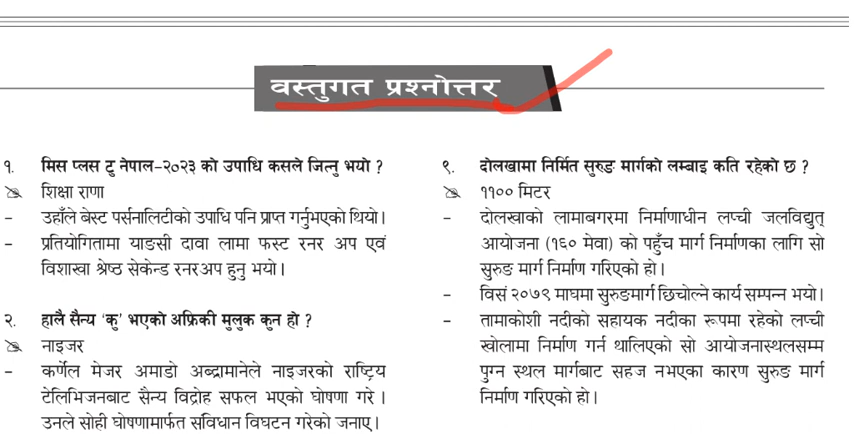 वस्तुगत प्रश्नोत्तर
१. मिस प्लस टु नेपाल-२०२३ को उपाधि कसले जित्नु भयो ?
शिक्षा राणा
- उहाँले बेस्ट पर्सनालिटीको उपाधि पनि प्राप्त गर्नुभएको थियो।
- प्रतियोगितामा याङसी दावा लामा फस्ट रनर अप एवं
विशाखा श्रेष्ठ सेकेन्ड रनरअप हुनु भयो।
२. हालै सैन्य ‘कु’ भएको अफ्रिकी मुलुक कुन हो ?
नाइजर
- कर्णेल मेजर अमाडो अब्द्रामानेले नाइजरको राष्ट्रिय
टेलिभिजनबाट सैन्य विद्रोह सफल भएको घोषणा गरे ।
उनले सोही घोषणामार्फत संविधान विघटन गरेको जनाए।
९. दोलखामा निर्मित सुरुङ मार्गको लम्बाइ कति रहेको छ ?
११०० मिटर
- दोलखाको लामाबगरमा निर्माणाधीन लप्ची जलविद्युत्
आयोजना (१६० मेवा) को पहुँच मार्ग निर्माणका लागि सो
सुरुङ मार्ग निर्माण गरिएको हो।
- विसं २०७९ माघमा सुरुङमार्ग छिचोल्ने कार्य सम्पन्न भयो।
- तामाकोशी नदीको सहायक नदीका रूपमा रहेको लप्ची
खोलामा निर्माण गर्न थालिएको सो आयोजनास्थलसम्म
पुग्न स्थल मार्गबाट सहज नभएका कारण सुरुङ मार्ग
निर्माण गरिएको हो।